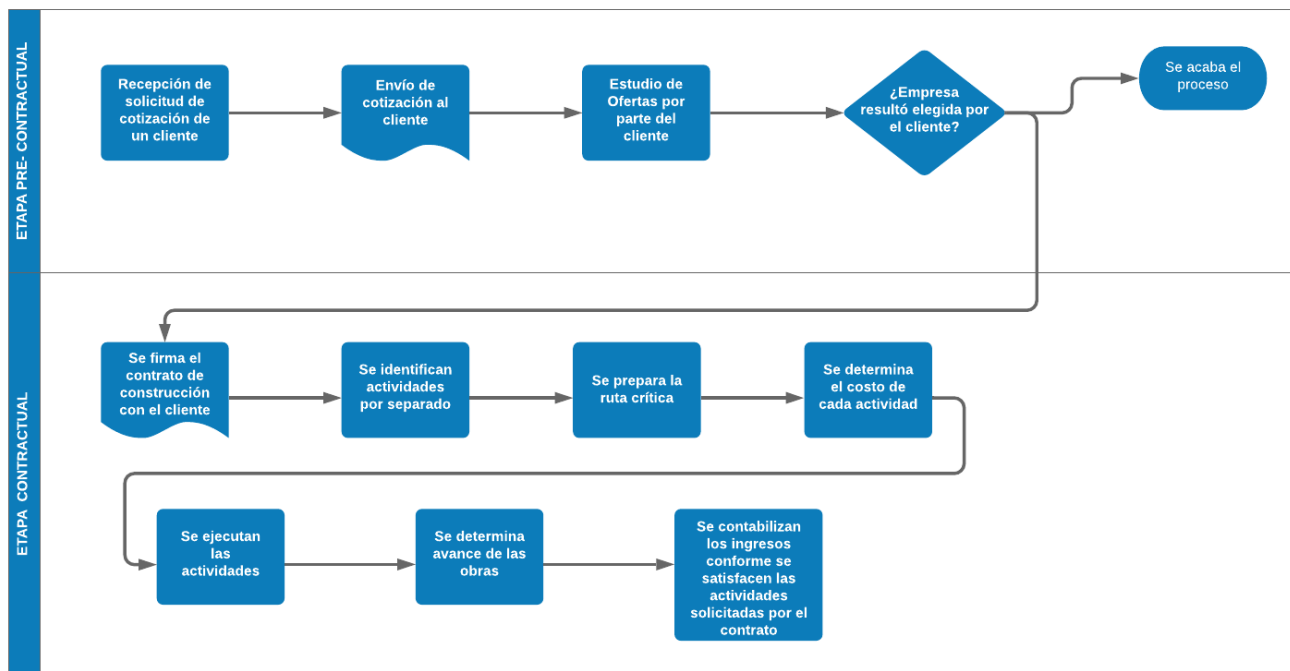 ETAPA PRE- CONTRACTUAL
Recepción de
solicitud de
cotización de
un cliente
Envío de
cotización al
cliente
Estudio de
Ofertas por
parte del
cliente
¿Empresa
resultó elegida por
el cliente?
Se acaba el
proceso
ETAPA CONTRACTUAL
Se firma el
contrato de
construcción
con el cliente
Se identifican
actividades
por separado
Se prepara la
ruta crítica
Se determina
el costo de
cada actividad
Se ejecutan
las
actividades
Se determina
avance de las
obras
Se contabilizan
los ingresos
conforme se
satisfacen las
actividades
solicitadas por el
contrato